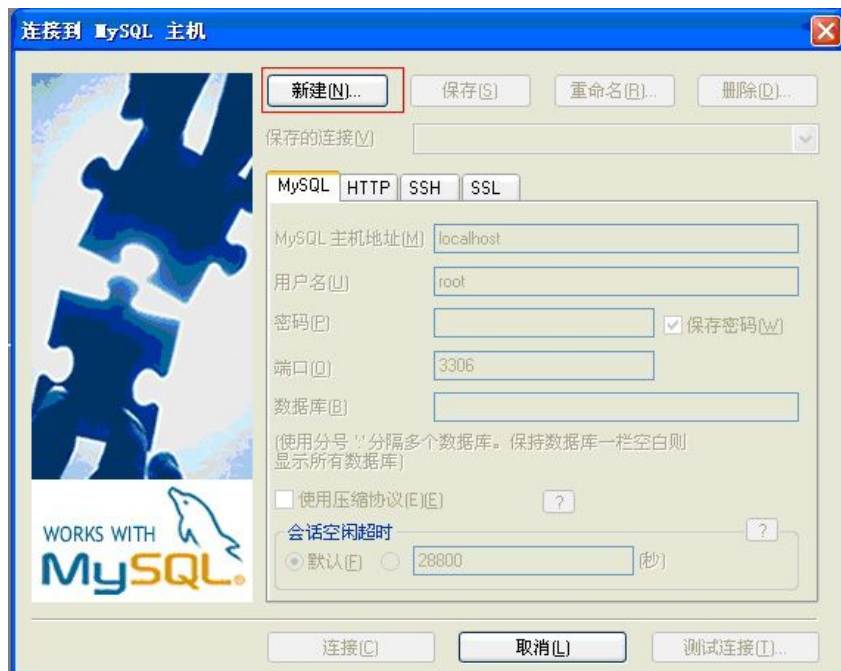 连接到 MySQL 主机
新建(N)... 保存(S) 重命名(R)... 删除(D)...
保存的连接(V)
MySQL HTTP SSH SSL
MySQL 主机地址(M) localhost
用户名(U) root
密码(P) 保存密码(W)
端口(O) 3306
数据库(B)
(使用分号 ';' 分隔多个数据库。保持数据库一栏空白则
显示所有数据库)
使用压缩协议(E)(E) ?
会话空闲超时 ?
默认(F) 28800 (秒)
WORKS WITH
MySQL
连接(C) 取消(L) 测试连接(T)...